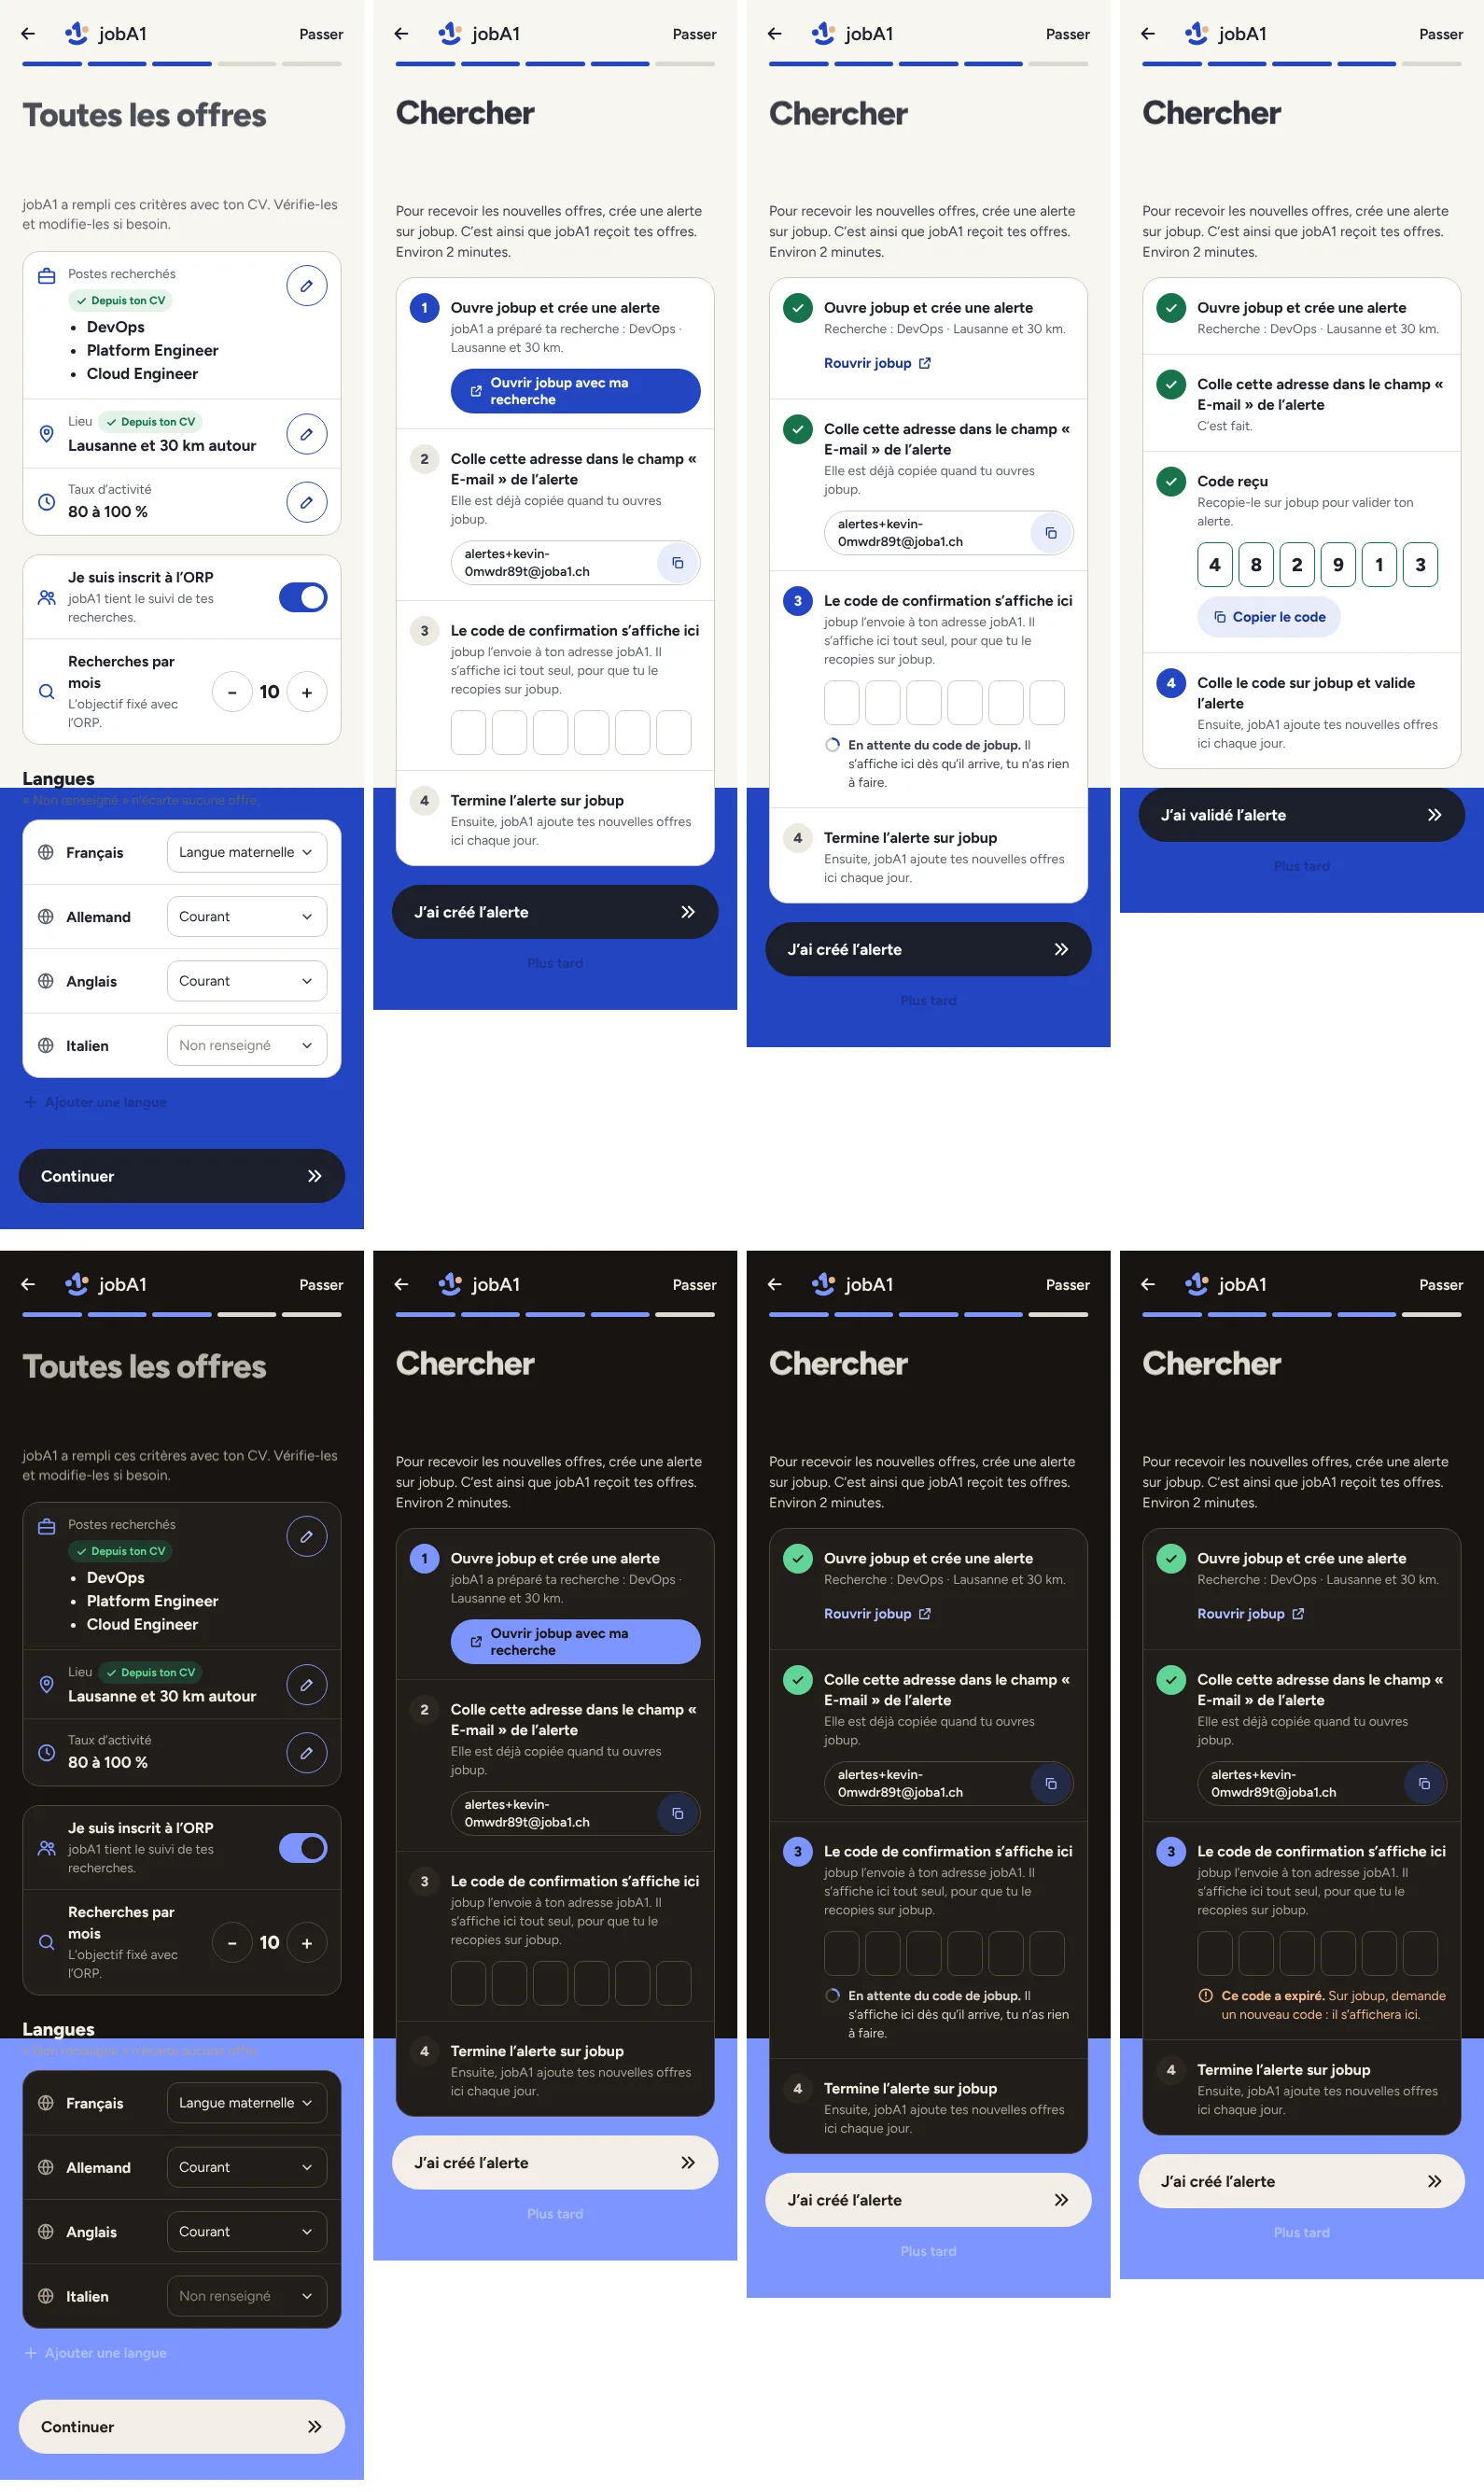 jobA1
Passer
Toutes les offres
jobA1 a rempli ces critères avec ton CV. Vérifie-les
et modifie-les si besoin.
Postes recherchés
Depuis ton CV
• DevOps
• Platform Engineer
• Cloud Engineer
Lieu Depuis ton CV
Lausanne et 30 km autour
Taux d’activité
80 à 100 %
Je suis inscrit à l’ORP
jobA1 tient le suivi de tes
recherches.
Recherches par
mois
L’objectif fixé avec
l’ORP.
− 10 +
Langues
« Non renseigné » n’écarte aucune offre.
Français Langue maternelle
Allemand Courant
Anglais Courant
Italien Non renseigné
+ Ajouter une langue
Continuer
jobA1
Passer
Chercher
Pour recevoir les nouvelles offres, crée une alerte
sur jobup. C’est ainsi que jobA1 reçoit tes offres.
Environ 2 minutes.
1 Ouvre jobup et crée une alerte
jobA1 a préparé ta recherche : DevOps ·
Lausanne et 30 km.
Ouvrir jobup avec ma
recherche
2 Colle cette adresse dans le champ «
E-mail » de l’alerte
Elle est déjà copiée quand tu ouvres
jobup.
alertes+kevin-
0mwdr89t@joba1.ch
3 Le code de confirmation s’affiche ici
jobup l’envoie à ton adresse jobA1. Il
s’affiche ici tout seul, pour que tu le
recopies sur jobup.
4 Termine l’alerte sur jobup
Ensuite, jobA1 ajoute tes nouvelles offres
ici chaque jour.
J’ai créé l’alerte
Plus tard
jobA1
Passer
Chercher
Pour recevoir les nouvelles offres, crée une alerte
sur jobup. C’est ainsi que jobA1 reçoit tes offres.
Environ 2 minutes.
Ouvre jobup et crée une alerte
Recherche : DevOps · Lausanne et 30 km.
Rouvrir jobup
Colle cette adresse dans le champ «
E-mail » de l’alerte
Elle est déjà copiée quand tu ouvres
jobup.
alertes+kevin-
0mwdr89t@joba1.ch
3 Le code de confirmation s’affiche ici
jobup l’envoie à ton adresse jobA1. Il
s’affiche ici tout seul, pour que tu le
recopies sur jobup.
En attente du code de jobup. Il
s’affiche ici dès qu’il arrive, tu n’as rien
à faire.
4 Termine l’alerte sur jobup
Ensuite, jobA1 ajoute tes nouvelles offres
ici chaque jour.
J’ai créé l’alerte
Plus tard
jobA1
Passer
Chercher
Pour recevoir les nouvelles offres, crée une alerte
sur jobup. C’est ainsi que jobA1 reçoit tes offres.
Environ 2 minutes.
Ouvre jobup et crée une alerte
Recherche : DevOps · Lausanne et 30 km.
Colle cette adresse dans le champ «
E-mail » de l’alerte
C’est fait.
Code reçu
Recopie-le sur jobup pour valider ton
alerte.
4 8 2 9 1 3
Copier le code
4 Colle le code sur jobup et valide
l’alerte
Ensuite, jobA1 ajoute tes nouvelles offres
ici chaque jour.
J’ai validé l’alerte
Plus tard
jobA1
Passer
Toutes les offres
jobA1 a rempli ces critères avec ton CV. Vérifie-les
et modifie-les si besoin.
Postes recherchés
Depuis ton CV
• DevOps
• Platform Engineer
• Cloud Engineer
Lieu Depuis ton CV
Lausanne et 30 km autour
Taux d’activité
80 à 100 %
Je suis inscrit à l’ORP
jobA1 tient le suivi de tes
recherches.
Recherches par
mois
L’objectif fixé avec
l’ORP.
− 10 +
Langues
« Non renseigné » n’écarte aucune offre.
Français Langue maternelle
Allemand Courant
Anglais Courant
Italien Non renseigné
+ Ajouter une langue
Continuer
jobA1
Passer
Chercher
Pour recevoir les nouvelles offres, crée une alerte
sur jobup. C’est ainsi que jobA1 reçoit tes offres.
Environ 2 minutes.
1 Ouvre jobup et crée une alerte
jobA1 a préparé ta recherche : DevOps ·
Lausanne et 30 km.
Ouvrir jobup avec ma
recherche
2 Colle cette adresse dans le champ «
E-mail » de l’alerte
Elle est déjà copiée quand tu ouvres
jobup.
alertes+kevin-
0mwdr89t@joba1.ch
3 Le code de confirmation s’affiche ici
jobup l’envoie à ton adresse jobA1. Il
s’affiche ici tout seul, pour que tu le
recopies sur jobup.
4 Termine l’alerte sur jobup
Ensuite, jobA1 ajoute tes nouvelles offres
ici chaque jour.
J’ai créé l’alerte
Plus tard
jobA1
Passer
Chercher
Pour recevoir les nouvelles offres, crée une alerte
sur jobup. C’est ainsi que jobA1 reçoit tes offres.
Environ 2 minutes.
Ouvre jobup et crée une alerte
Recherche : DevOps · Lausanne et 30 km.
Rouvrir jobup
Colle cette adresse dans le champ «
E-mail » de l’alerte
Elle est déjà copiée quand tu ouvres
jobup.
alertes+kevin-
0mwdr89t@joba1.ch
3 Le code de confirmation s’affiche ici
jobup l’envoie à ton adresse jobA1. Il
s’affiche ici tout seul, pour que tu le
recopies sur jobup.
En attente du code de jobup. Il
s’affiche ici dès qu’il arrive, tu n’as rien
à faire.
4 Termine l’alerte sur jobup
Ensuite, jobA1 ajoute tes nouvelles offres
ici chaque jour.
J’ai créé l’alerte
Plus tard
jobA1
Passer
Chercher
Pour recevoir les nouvelles offres, crée une alerte
sur jobup. C’est ainsi que jobA1 reçoit tes offres.
Environ 2 minutes.
Ouvre jobup et crée une alerte
Recherche : DevOps · Lausanne et 30 km.
Rouvrir jobup
Colle cette adresse dans le champ «
E-mail » de l’alerte
Elle est déjà copiée quand tu ouvres
jobup.
alertes+kevin-
0mwdr89t@joba1.ch
3 Le code de confirmation s’affiche ici
jobup l’envoie à ton adresse jobA1. Il
s’affiche ici tout seul, pour que tu le
recopies sur jobup.
Ce code a expiré. Sur jobup, demande
un nouveau code : il s’affichera ici.
4 Termine l’alerte sur jobup
Ensuite, jobA1 ajoute tes nouvelles offres
ici chaque jour.
J’ai créé l’alerte
Plus tard